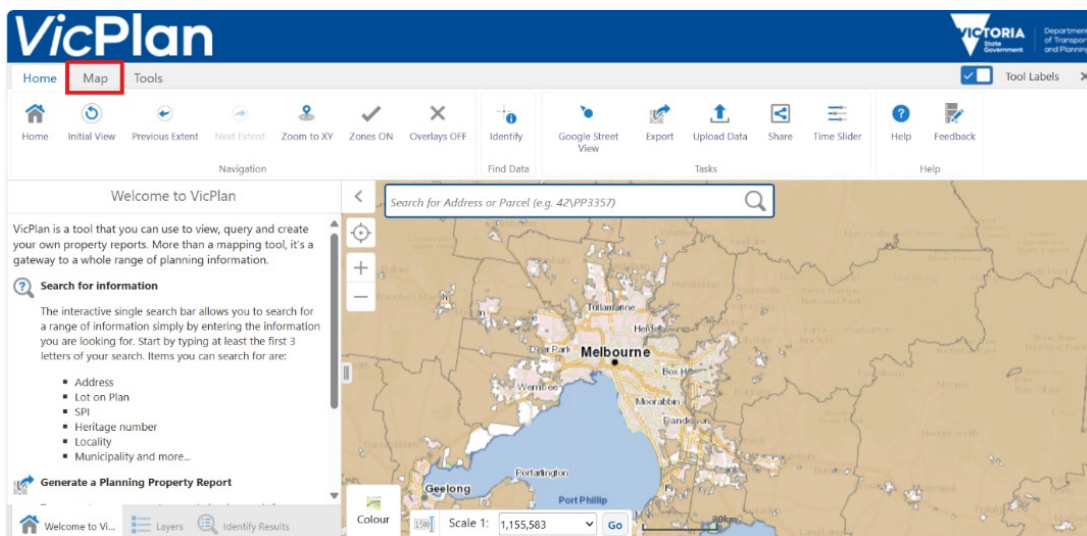 VicPlan
VICTORIA
State
Government
Department
of Transport
and Planning
Home Map Tools
Tool Labels
Home Initial View Previous Extent Next Extent Zoom to XY Zones ON Overlays OFF Identify Google Street View Export Upload Data Share Time Slider Help Feedback
Navigation Find Data Tasks Help
Welcome to VicPlan
VicPlan is a tool that you can use to view, query and create
your own property reports. More than a mapping tool, it's a
gateway to a whole range of planning information.
Search for information
The interactive single search bar allows you to search for
a range of information simply by entering the information
you are looking for. Start by typing at least the first 3
letters of your search. Items you can search for are:
▪ Address
▪ Lot on Plan
▪ SPI
▪ Heritage number
▪ Locality
▪ Municipality and more...
Generate a Planning Property Report
Welcome to Vi... Layers Identify Results
Search for Address or Parcel (e.g. 42\PP3357)
Tullamarine
Deer Park
Melbourne
Box Hill
Werribee
Moorabbin
Dandenong
Portarlington
Geelong
Port Phillip
Colour
Scale 1: 1,155,583 Go